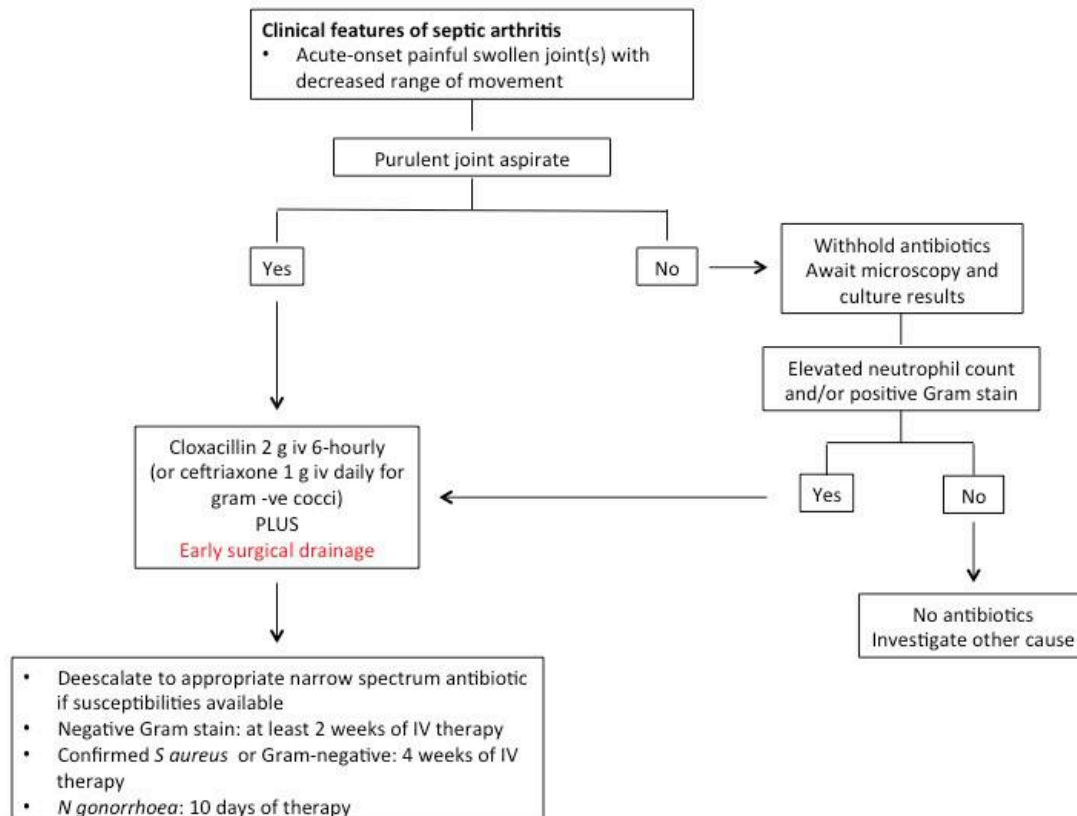 Clinical features of septic arthritis
• Acute-onset painful swollen joint(s) with
decreased range of movement
Purulent joint aspirate
Yes
No
Withhold antibiotics
Await microscopy and
culture results
Elevated neutrophil count
and/or positive Gram stain
Yes
No
Cloxacillin 2 g iv 6-hourly
(or ceftriaxone 1 g iv daily for
gram -ve cocci)
PLUS
Early surgical drainage
No antibiotics
Investigate other cause
• Deescalate to appropriate narrow spectrum antibiotic
if susceptibilities available
• Negative Gram stain: at least 2 weeks of IV therapy
• Confirmed S aureus or Gram-negative: 4 weeks of IV
therapy
• N gonorrhoea: 10 days of therapy